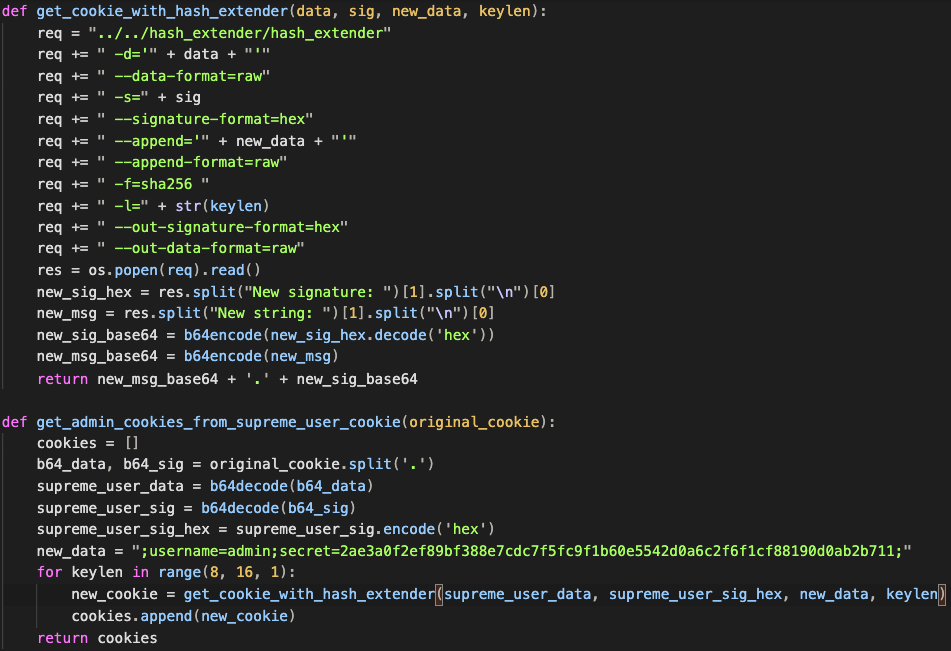 def get_cookie_with_hash_extender(data, sig, new_data, keylen):
    req = "../../hash_extender/hash_extender"
    req += " -d='" + data + "'"
    req += " --data-format=raw"
    req += " -s=" + sig
    req += " --signature-format=hex"
    req += " --append='" + new_data + "'"
    req += " --append-format=raw"
    req += " -f=sha256 "
    req += " -l=" + str(keylen)
    req += " --out-signature-format=hex"
    req += " --out-data-format=raw"
    res = os.popen(req).read()
    new_sig_hex = res.split("New signature: ")[1].split("\n")[0]
    new_msg = res.split("New string: ")[1].split("\n")[0]
    new_sig_base64 = b64encode(new_sig_hex.decode('hex'))
    new_msg_base64 = b64encode(new_msg)
    return new_msg_base64 + '.' + new_sig_base64
def get_admin_cookies_from_supreme_user_cookie(original_cookie):
    cookies = []
    b64_data, b64_sig = original_cookie.split('.')
    supreme_user_data = b64decode(b64_data)
    supreme_user_sig = b64decode(b64_sig)
    supreme_user_sig_hex = supreme_user_sig.encode('hex')
    new_data = ";username=admin;secret=2ae3a0f2ef89bf388e7cdc7f5fc9f1b60e5542d0a6c2f6f1cf88190d0ab2b711;"
    for keylen in range(8, 16, 1):
        new_cookie = get_cookie_with_hash_extender(supreme_user_data, supreme_user_sig_hex, new_data, keylen)
        cookies.append(new_cookie)
    return cookies